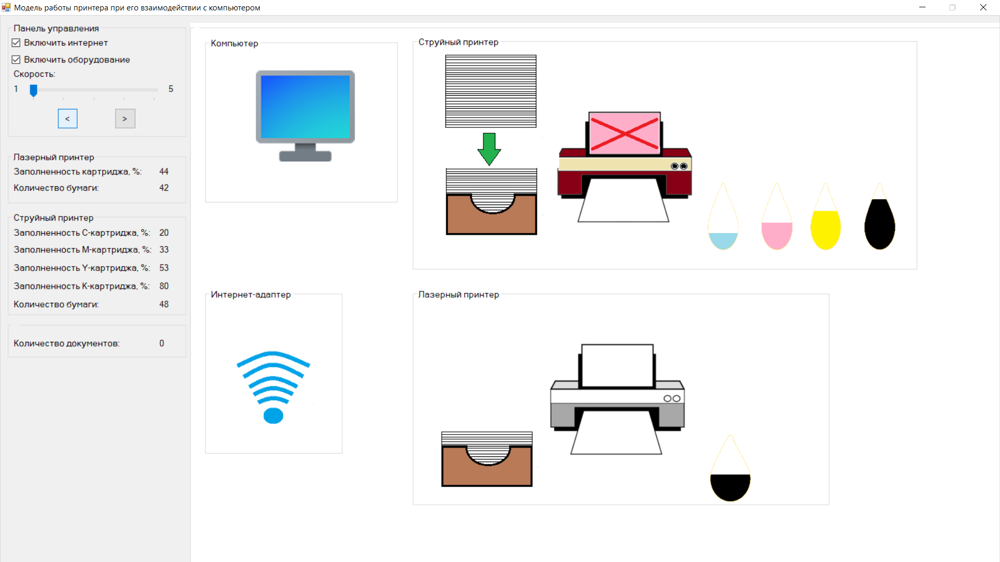 Модель работы принтера при его взаимодействии с компьютером
Панель управления
Включить интернет
Включить оборудование
Скорость:
1 5
< >
Лазерный принтер
Заполненность картриджа, %: 44
Количество бумаги: 42
Струйный принтер
Заполненность C-картриджа, %: 20
Заполненность M-картриджа, %: 33
Заполненность Y-картриджа, %: 53
Заполненность K-картриджа, %: 80
Количество бумаги: 48
Количество документов: 0
Компьютер
Струйный принтер
Интернет-адаптер
Лазерный принтер